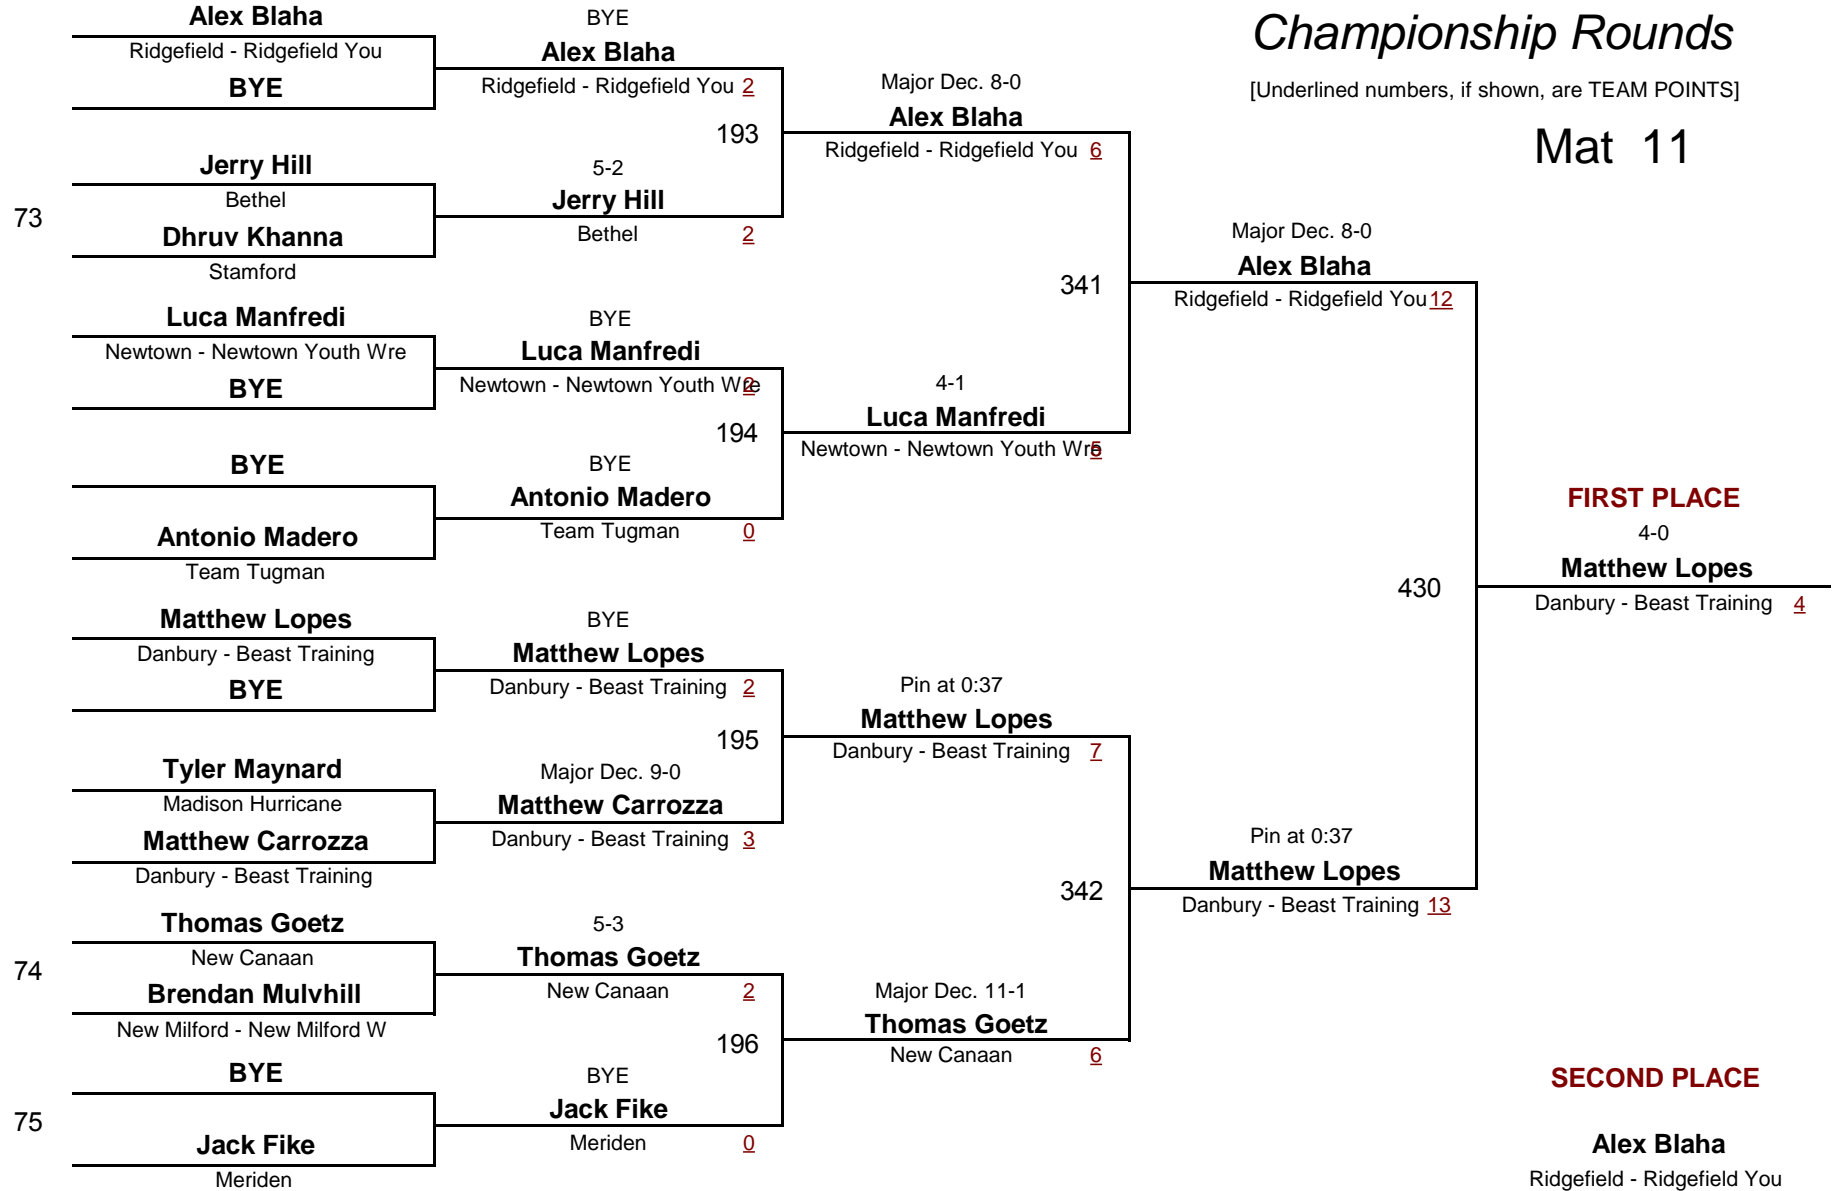 Championship Rounds
[Underlined numbers, if shown, are TEAM POINTS]
Mat 11
Alex Blaha
Ridgefield - Ridgefield You
BYE
73
Jerry Hill
Bethel
Dhruv Khanna
Stamford
Luca Manfredi
Newtown - Newtown Youth Wre
BYE
BYE
Antonio Madero
Team Tugman
Matthew Lopes
Danbury - Beast Training
BYE
Tyler Maynard
Madison Hurricane
Matthew Carrozza
Danbury - Beast Training
74
Thomas Goetz
New Canaan
Brendan Mulvhill
New Milford - New Milford W
75
BYE
Jack Fike
Meriden
BYE
Alex Blaha
Ridgefield - Ridgefield You 2
193
5-2
Jerry Hill
Bethel 2
BYE
Luca Manfredi
Newtown - Newtown Youth Wre 2
194
BYE
Antonio Madero
Team Tugman 0
BYE
Matthew Lopes
Danbury - Beast Training 2
195
Major Dec. 9-0
Matthew Carrozza
Danbury - Beast Training 3
5-3
Thomas Goetz
New Canaan 2
196
BYE
Jack Fike
Meriden 0
Major Dec. 8-0
Alex Blaha
Ridgefield - Ridgefield You 6
341
4-1
Luca Manfredi
Newtown - Newtown Youth Wre 5
Pin at 0:37
Matthew Lopes
Danbury - Beast Training 7
342
Major Dec. 11-1
Thomas Goetz
New Canaan 6
Major Dec. 8-0
Alex Blaha
Ridgefield - Ridgefield You 12
430
Pin at 0:37
Matthew Lopes
Danbury - Beast Training 13
FIRST PLACE
4-0
Matthew Lopes
Danbury - Beast Training 4
SECOND PLACE
Alex Blaha
Ridgefield - Ridgefield You